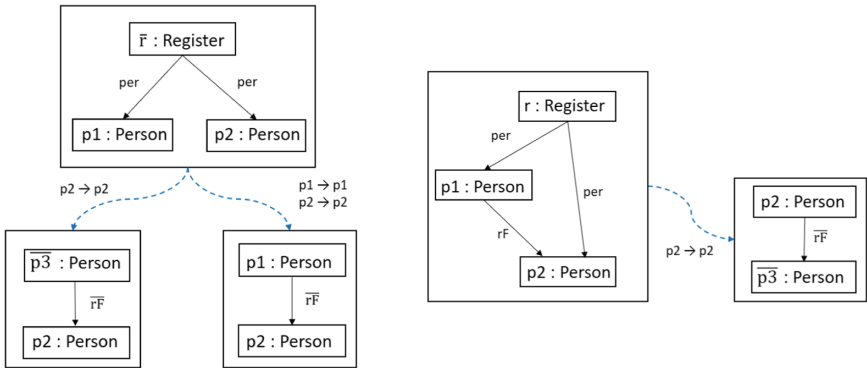 r̅ : Register
per
per
p1 : Person
p2 : Person
p2 → p2
p1 → p1
p2 → p2
p̅3̅ : Person
r̅F̅
p2 : Person
p1 : Person
r̅F̅
p2 : Person
r : Register
per
p1 : Person
per
rF
p2 : Person
p2 → p2
p2 : Person
r̅F̅
p̅3̅ : Person